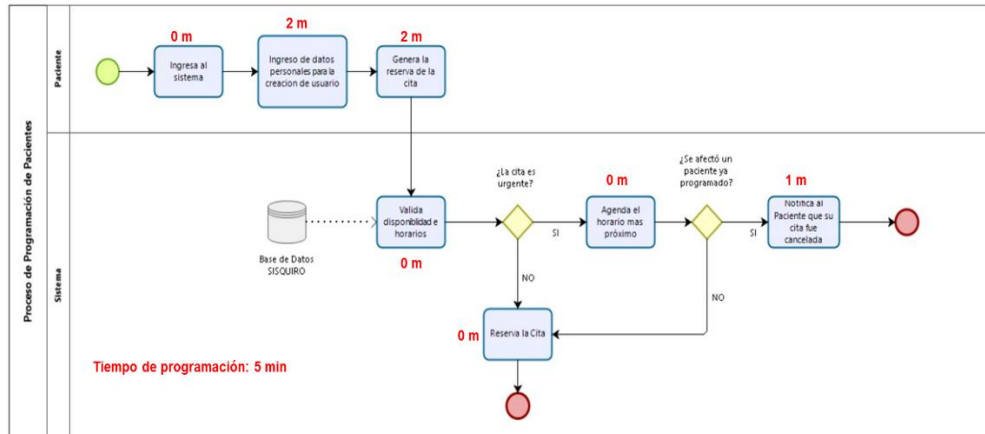 Proceso de Programación de Pacientes
Paciente
0 m
Ingresa al
sistema
2 m
Ingreso de datos
personales para la
creacion de usuario
2 m
Genera la
reserva de la
cita
Sistema
Base de Datos
SISQUIRO
Valida
disponiblidad e
horarios
0 m
¿La cita es
urgente?
SI
NO
0 m
Agenda el
horario mas
próximo
¿Se afectó un
paciente ya
programado?
SI
NO
1 m
Notifica al
Paciente que su
cita fue
cancelada
0 m
Reserva la Cita
Tiempo de programación: 5 min